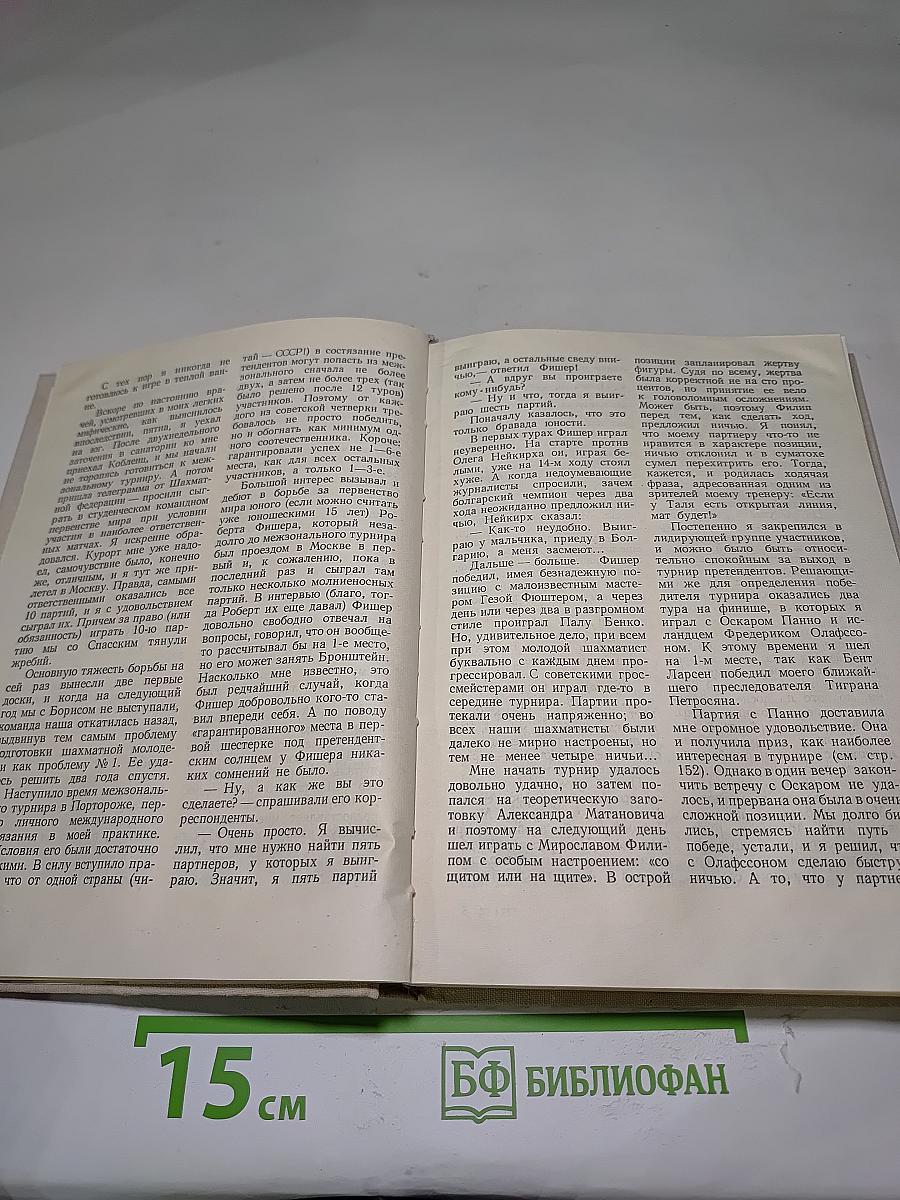 С тех пор я никогда не
готовлюсь к игре в теплой ван-
не.
Вскоре по настоянию вра-
чей, усмотревших в моих легких
мифические, как выяснилось
впоследствии, пятна, я уехал
на юг. После двухнедельного
заточения в санатории ко мне
приехал Кобленц, и мы начали
не торопясь готовиться к меж-
зональному турниру. А потом
пришла телеграмма от Шахмат-
ной федерации — просили сыг-
рать в студенческом командном
первенстве мира при условии
участия в наиболее ответствен-
ных матчах. Я искренне обра-
довался. Курорт мне уже надо-
ел, самочувствие было, конечно
же, отличным, и я тут же при-
летел в Москву. Правда, самыми
ответственными оказались все
10 партий, и я с удовольствием
сыграл их. Причем за право (или
обязанность) играть 10-ю пар-
тию мы со Спасским тянули
жребий.
Основную тяжесть борьбы на
сей раз вынесли две первые
доски, и когда на следующий
год мы с Борисом не выступали,
команда наша откатилась назад,
выдвинув тем самым проблему
подготовки шахматной молоде-
и как проблему №1. Ее уда-
сь решить два года спустя.
Наступило время межзональ-
го турнира в Портороже, пер-
личного международного
язания в моей практике.
словия его были достаточно
кими. В силу вступило пра-
что от одной страны (чи-
тай — СССР!) в состязание пре-
тендентов могут попасть из меж-
зонального сначала не более
двух, а затем не более трех (так
было решено после 12 туров)
участников. Поэтому от каж-
дого из советской четверки тре-
бовалось не просто победить,
но и обогнать как минимум од-
ного соотечественника. Короче:
гарантировали успех не 1—6-е
места, как для всех остальных
участников, а только 1—3-е.
Большой интерес вызывал и
дебют в борьбе за первенство
мира юного (если можно считать
уже юношескими 15 лет) Ро-
берта Фишера, который неза-
долго до межзонального турнира
был проездом в Москве в пер-
вый и, к сожалению, пока в
последний раз и сыграл там
только несколько молниеносных
партий. В интервью (благо, тог-
да Роберт их еще давал) Фишер
довольно свободно отвечал на
вопросы, говорил, что он вообще-
то рассчитывал бы на 1-е место,
но его может занять Бронштейн.
Насколько мне известно, это
был редчайший случай, когда
Фишер добровольно кого-то ста-
вил впереди себя. А по поводу
«гарантированного» места в пер-
вой шестерке под претендент-
ским солнцем у Фишера ника-
ких сомнений не было.
— Ну, а как же вы это
сделаете? — спрашивали его кор-
респонденты.
— Очень просто. Я вычис-
лил, что мне нужно найти пять
партнеров, у которых я выиг-
раю. Значит, я пять партий
выиграю, а остальные сведу вни-
чью, — ответил Фишер!
— А вдруг вы проиграете
кому-нибудь?
— Ну и что, тогда я выиг-
раю шесть партий.
Поначалу казалось, что это
только бравада юности.
В первых турах Фишер играл
неуверенно. На старте против
Олега Нейкирха он, играя бе-
лыми, уже на 14-м ходу стоял
хуже. А когда недоумевающие
журналисты спросили, зачем
болгарский чемпион через два
хода неожиданно предложил ни-
чью, Нейкирх сказал:
— Как-то неудобно. Выиг-
раю у мальчика, приеду в Бол-
гарию, а меня засмеют...
Дальше — больше. Фишер
победил, имея безнадежную по-
зицию с малоизвестным масте-
ром Гезой Фюштером, а через
день или через два в разгромном
стиле проиграл Палу Бенко.
Но, удивительное дело, при всем
при этом молодой шахматист
буквально с каждым днем про-
грессировал. С советскими грос-
смейстерами он играл где-то в
середине турнира. Партии про-
текали очень напряженно; во
всех наши шахматисты были
далеко не мирно настроены, но
тем не менее четыре ничьи...
Мне начать турнир удалось
довольно удачно, но затем по-
пался на теоретическую заго-
товку Александра Матановича
и поэтому на следующий день
шел играть с Мирославом Фили-
пом с особым настроением: «со
щитом или на щите». В острой
позиции запланировал жертву
фигуры. Судя по всему, жертва
была корректной не на сто про-
центов, но принятие ее вело
к головоломным осложнениям.
Может быть, поэтому Филип
перед тем, как сделать ход,
предложил ничью. Я понял,
что моему партнеру что-то не
нравится в характере позиции,
ничью отклонил и в суматохе
сумел перехитрить его. Тогда,
кажется, и родилась ходячая
фраза, адресованная одним из
зрителей моему тренеру: «Если
у Таля есть открытая линия,
мат будет!»
Постепенно я закрепился в
лидирующей группе участников,
и можно было быть относи-
тельно спокойным за выход в
турнир претендентов. Решающи-
ми же для определения побе-
дителя турнира оказались два
тура на финише, в которых я
играл с Оскаром Панно и ис-
ландцем Фредериком Олафссо-
ном. К этому времени я шел
на 1-м месте, так как Бент
Ларсен победил моего ближай-
шего преследователя Тиграна
Петросяна.
Партия с Панно доставила
мне огромное удовольствие. Она
и получила приз, как наиболее
интересная в турнире (см. стр.
152). Однако в один вечер закон-
чить встречу с Оскаром не уда-
лось, и прервана она была в очень
сложной позиции. Мы долго би-
лись, стремясь найти путь
победе, устали, и я решил, чт
с Олафссоном сделаю быстру
ничью. А то, что у партне
15 см
БФ БИБЛИОФАН